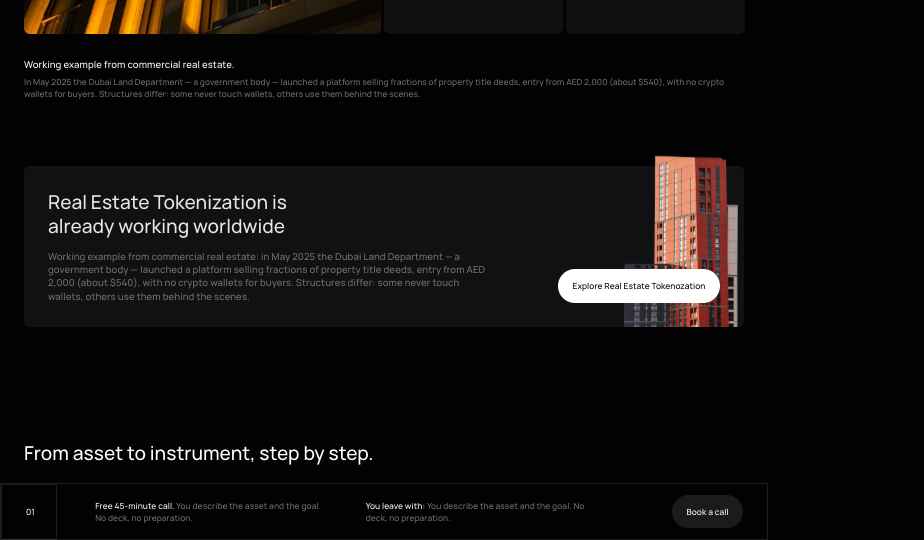 Working example from commercial real estate.
In May 2025 the Dubai Land Department — a government body — launched a platform selling fractions of property title deeds, entry from AED 2,000 (about $540), with no crypto
wallets for buyers. Structures differ: some never touch wallets, others use them behind the scenes.
Real Estate Tokenization is
already working worldwide
Working example from commercial real estate: in May 2025 the Dubai Land Department — a
government body — launched a platform selling fractions of property title deeds, entry from AED
2,000 (about $540), with no crypto wallets for buyers. Structures differ: some never touch
wallets, others use them behind the scenes.
Explore Real Estate Tokenozation
From asset to instrument, step by step.
01
Free 45-minute call. You describe the asset and the goal.
No deck, no preparation.
You leave with: You describe the asset and the goal. No
deck, no preparation.
Book a call